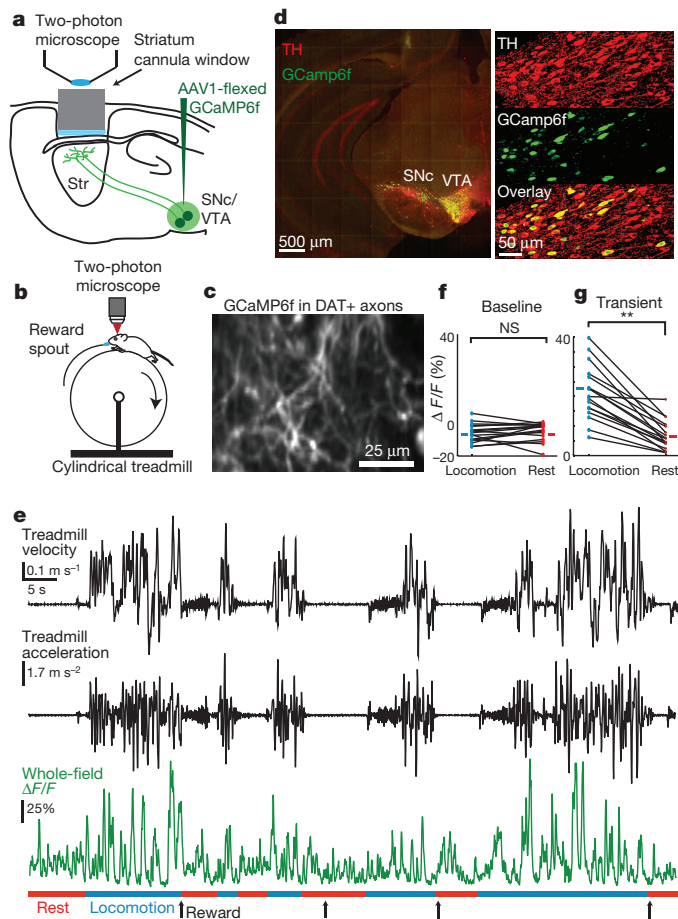 a
Two-photon
microscope
Striatum
cannula window
AAV1-flexed
GCaMP6f
Str
SNc/
VTA
b
Two-photon
microscope
Reward
spout
Cylindrical treadmill
c
GCaMP6f in DAT+ axons
25 μm
d
TH
GCamp6f
SNc
VTA
500 μm
TH
GCamp6f
Overlay
50 μm
f
Baseline
NS
Δ F/F (%)
40
0
−20
Locomotion
Rest
g
Transient
**
40
0
Locomotion
Rest
e
Treadmill
velocity
0.1 m s⁻¹
5 s
Treadmill
acceleration
1.7 m s⁻²
Whole-field
ΔF/F
25%
Rest
Locomotion
Reward